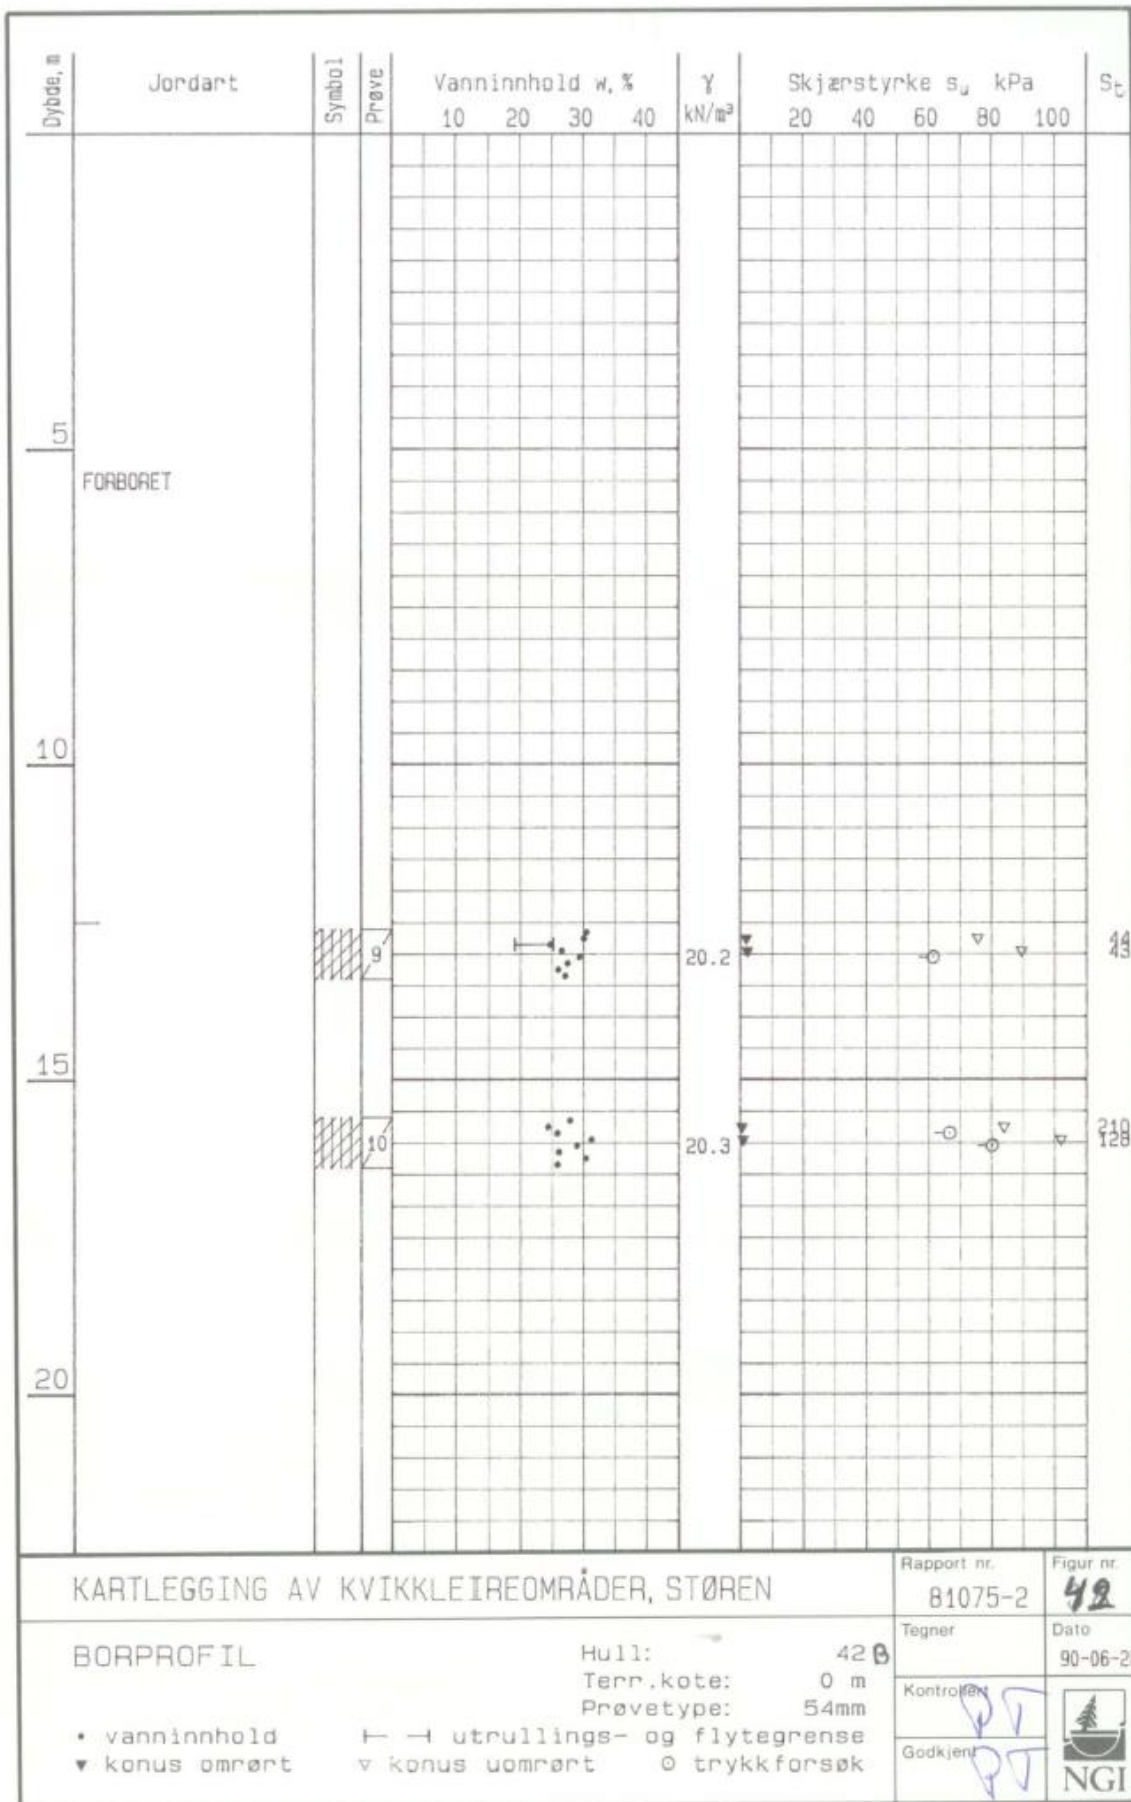 Dybde, m Jordart Symbol Prøve Vanninnhold w, % γ kN/m³ Skjærstyrke su kPa St
10 20 30 40 20 40 60 80 100
5
FORBORET
10
9 20.2 44
43
15
10 20.3 210
128
20
KARTLEGGING AV KVIKKLEIREOMRÅDER, STØREN
Rapport nr.
81075-2
Figur nr.
42
BORPROFIL
Hull: 42 B
Terr.kote: 0 m
Prøvetype: 54mm
Tegner
Dato
90-06-2
Kontrollert
PT
Godkjent
PT
• vanninnhold ⊢ ⊣ utrullings- og flytegrense
▼ konus omrørt ▽ konus uomrørt ⊙ trykkforsøk
NGI